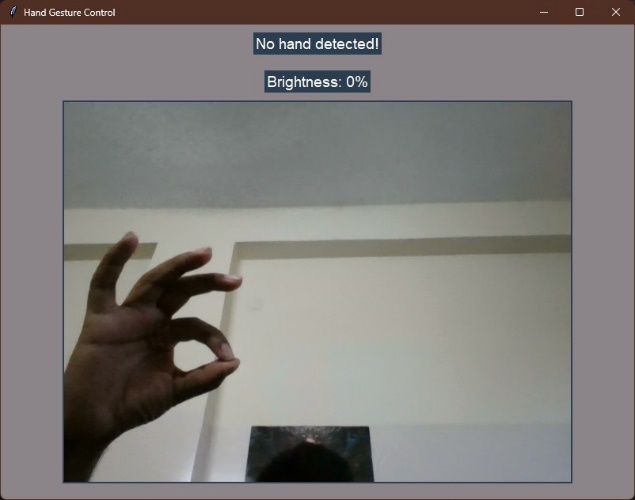 Hand Gesture Control
No hand detected!
Brightness: 0%